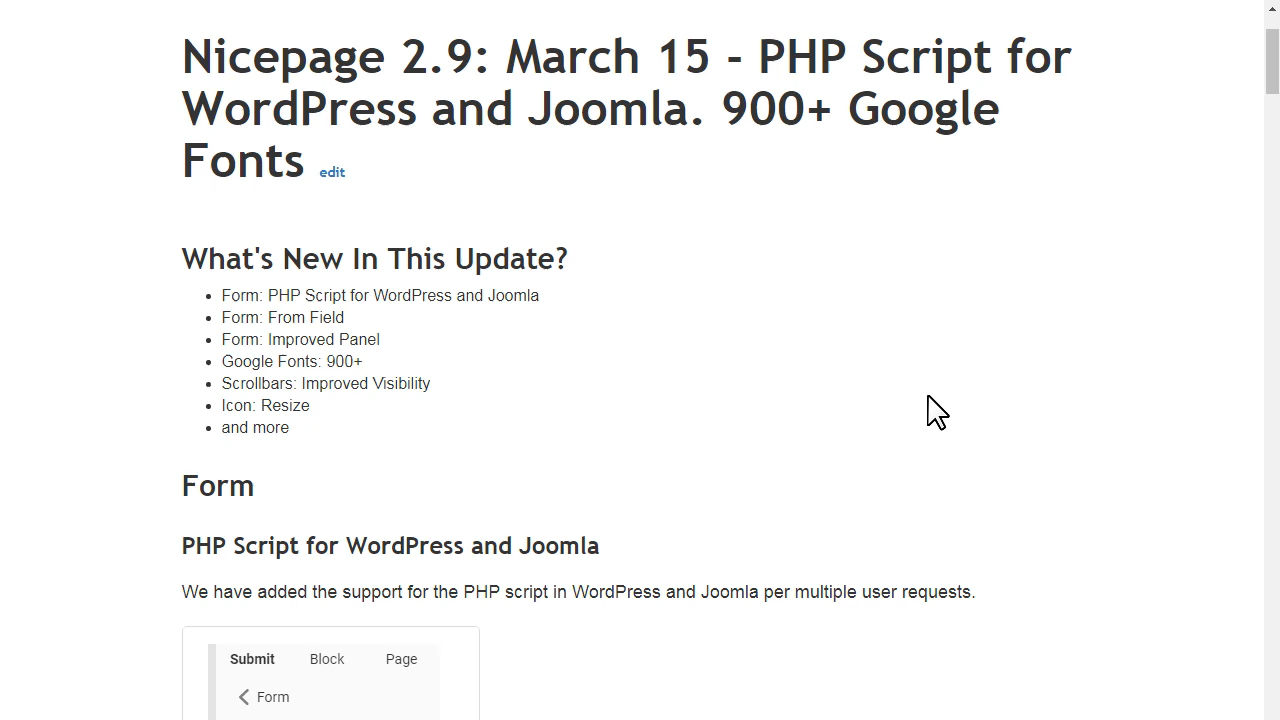 Nicepage 2.9: March 15 - PHP Script for
WordPress and Joomla. 900+ Google
Fonts edit
What's New In This Update?
• Form: PHP Script for WordPress and Joomla
• Form: From Field
• Form: Improved Panel
• Google Fonts: 900+
• Scrollbars: Improved Visibility
• Icon: Resize
• and more
Form
PHP Script for WordPress and Joomla
We have added the support for the PHP script in WordPress and Joomla per multiple user requests.
Submit Block Page
Form